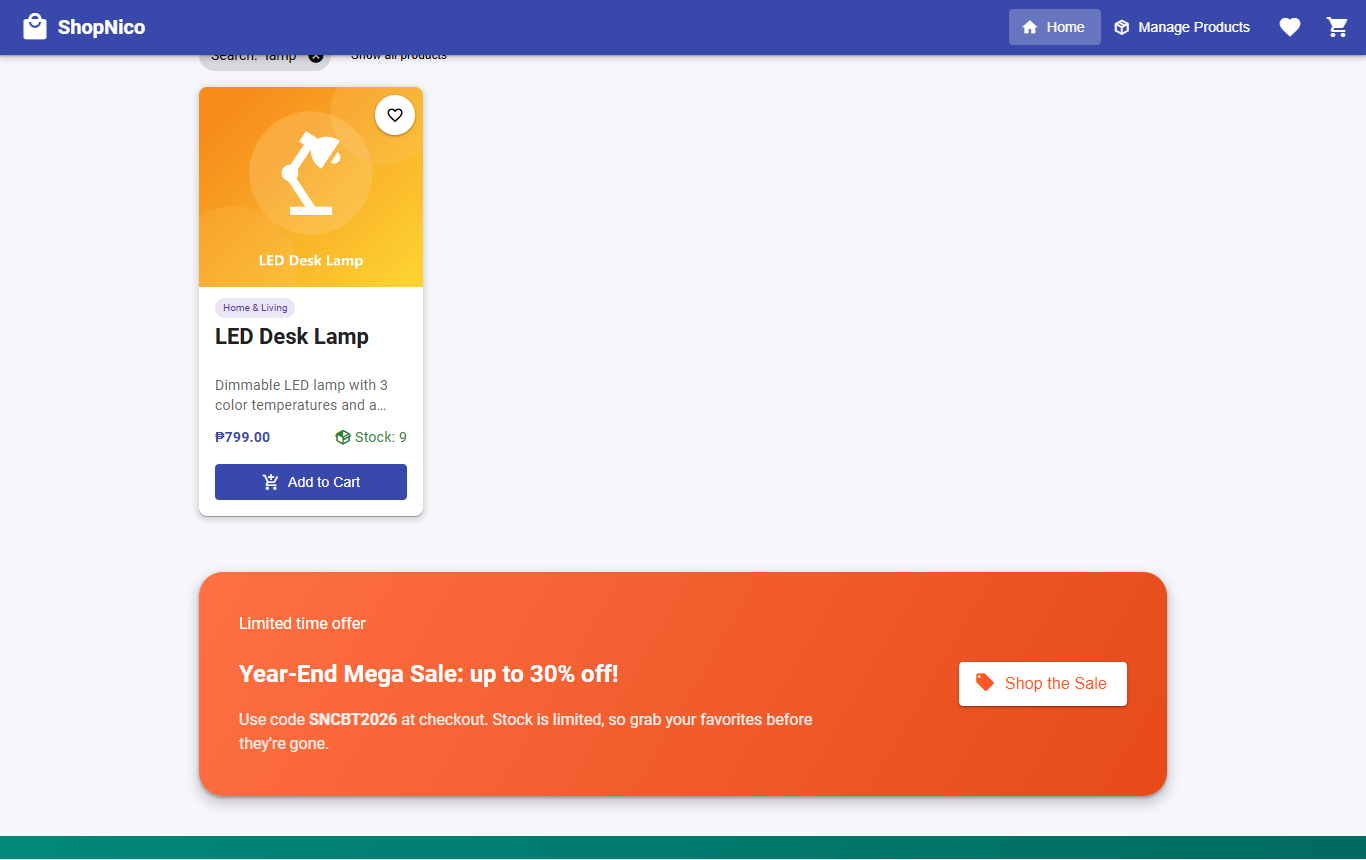 ShopNico
Home
Manage Products
Search: "lamp"
Show all products
LED Desk Lamp
Home & Living
LED Desk Lamp
Dimmable LED lamp with 3
color temperatures and a...
₱799.00
Stock: 9
Add to Cart
Limited time offer
Year-End Mega Sale: up to 30% off!
Use code SNCBT2026 at checkout. Stock is limited, so grab your favorites before
they're gone.
Shop the Sale